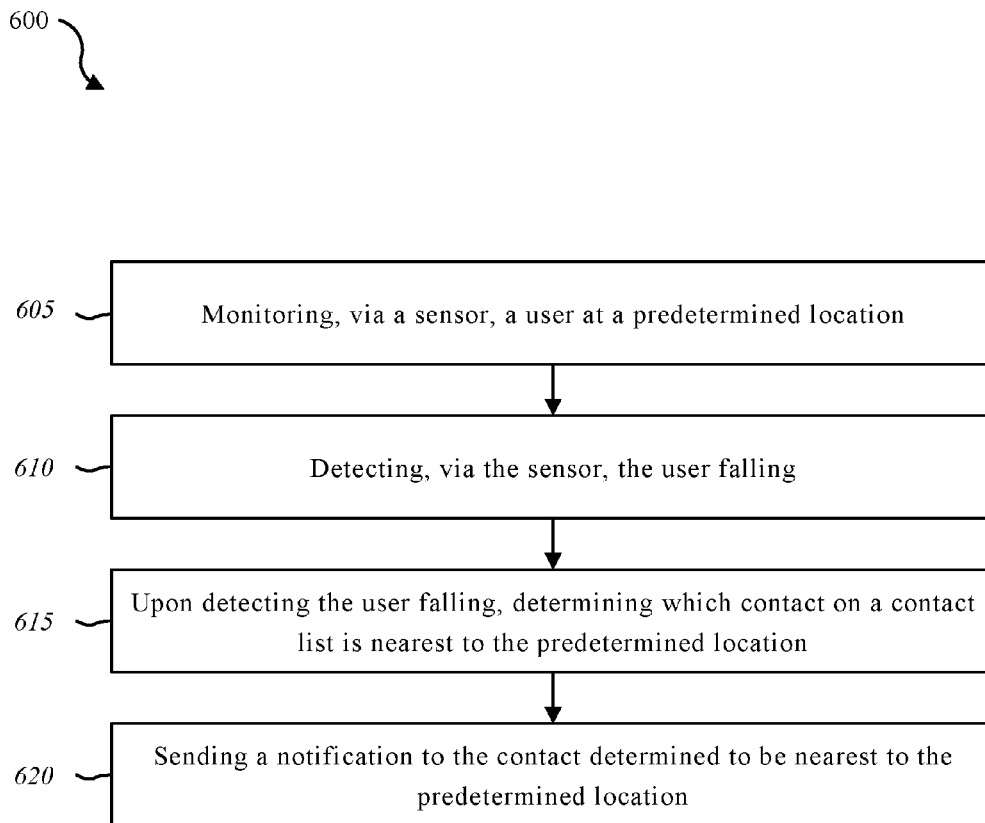 600
605
Monitoring, via a sensor, a user at a predetermined location
610
Detecting, via the sensor, the user falling
615
Upon detecting the user falling, determining which contact on a contact
list is nearest to the predetermined location
620
Sending a notification to the contact determined to be nearest to the
predetermined location